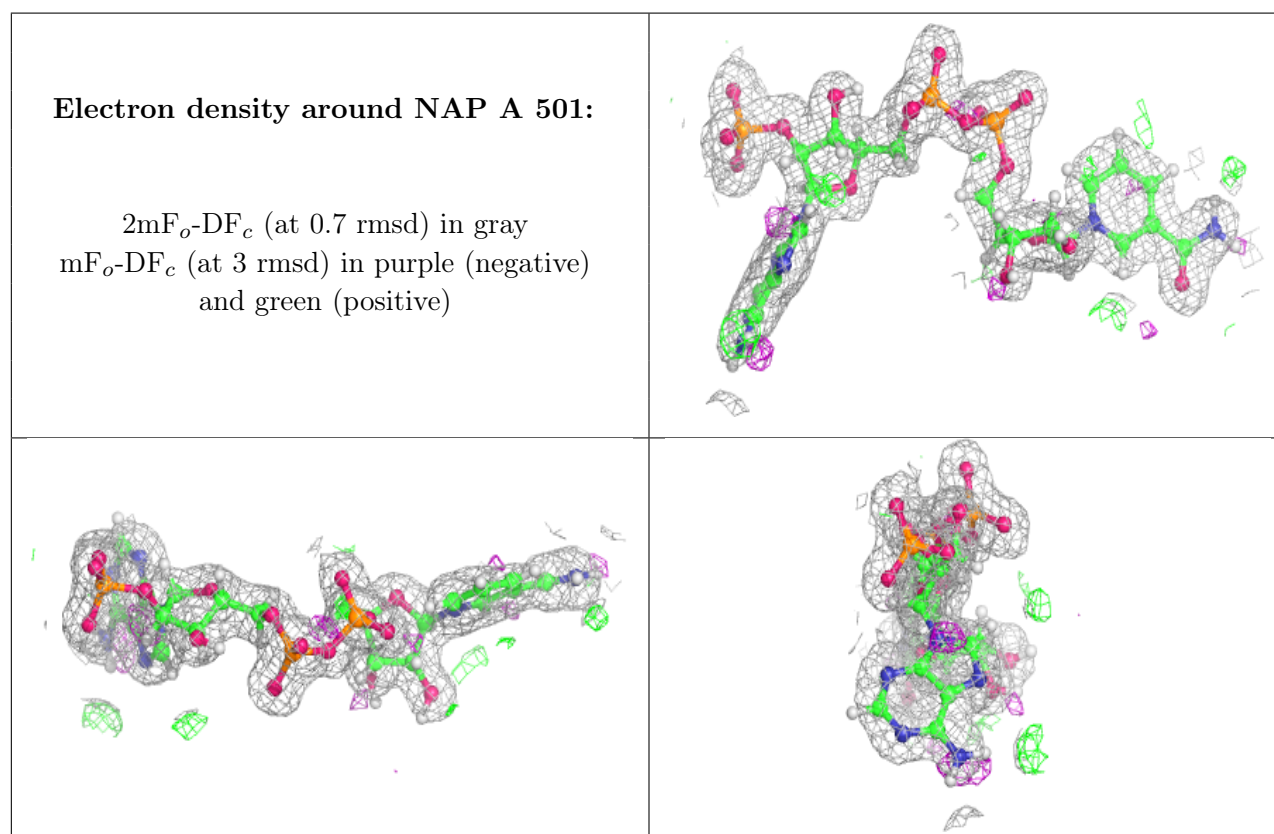 Electron density around NAP A 501:
2mFₒ-DF𝒸 (at 0.7 rmsd) in gray
mFₒ-DF𝒸 (at 3 rmsd) in purple (negative)
and green (positive)